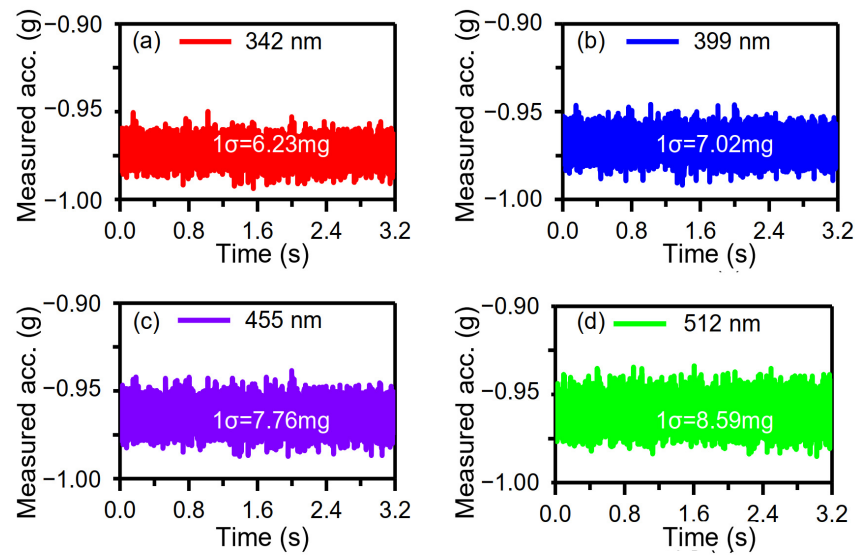 (a) 342 nm
Measured acc. (g)
−0.90
−0.95
−1.00
1σ=6.23mg
0.0 0.8 1.6 2.4 3.2
Time (s)
(b) 399 nm
Measured acc. (g)
−0.90
−0.95
−1.00
1σ=7.02mg
0.0 0.8 1.6 2.4 3.2
Time (s)
(c) 455 nm
Measured acc. (g)
−0.90
−0.95
−1.00
1σ=7.76mg
0.0 0.8 1.6 2.4 3.2
Time (s)
(d) 512 nm
Measured acc. (g)
−0.90
−0.95
−1.00
1σ=8.59mg
0.0 0.8 1.6 2.4 3.2
Time (s)